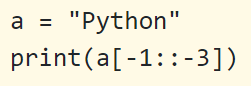 a = "Python"
print(a[-1::-3])